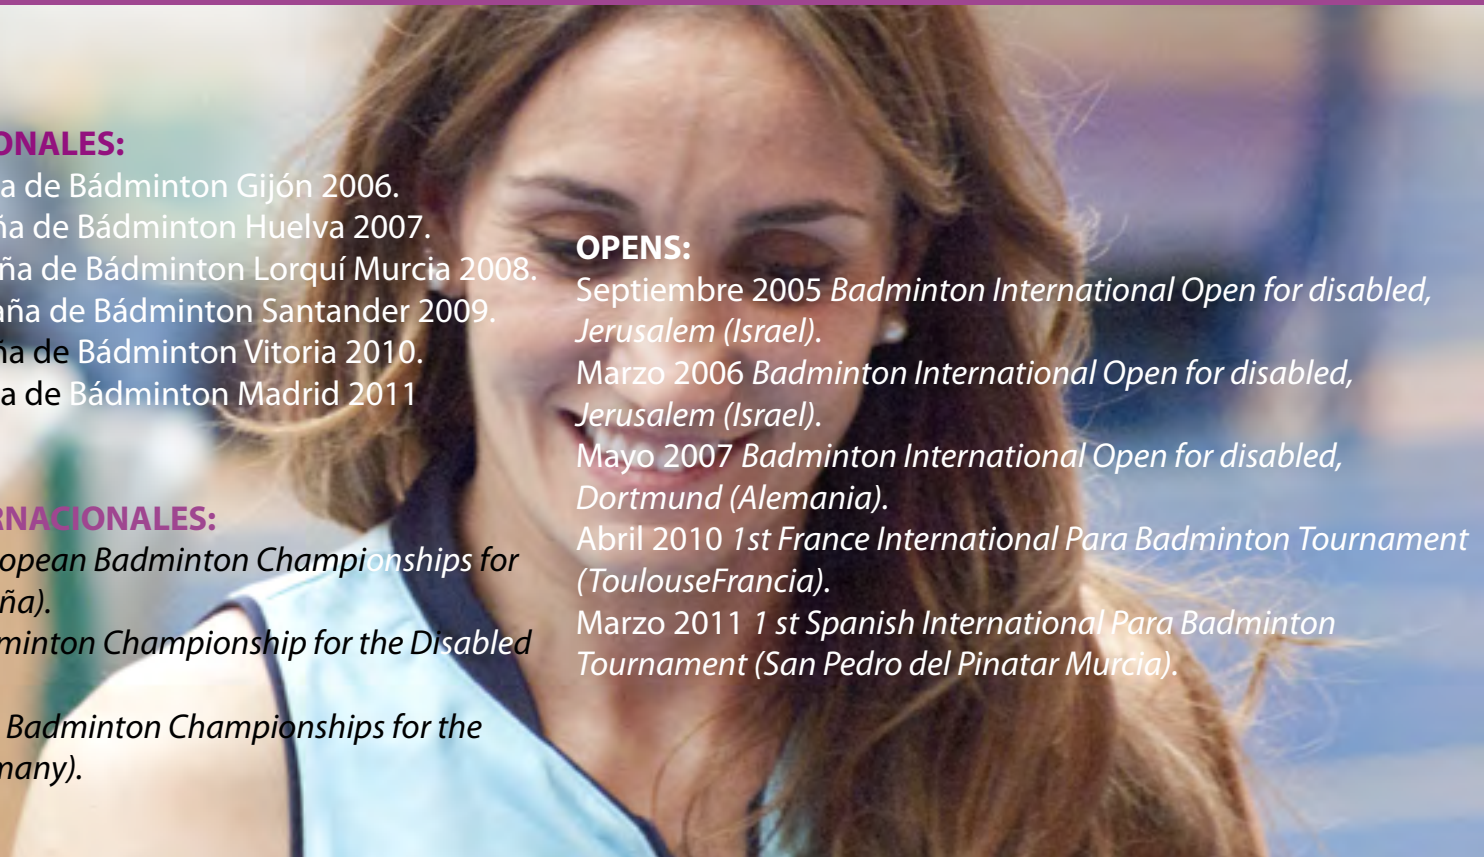 ONALES:
a de Bádminton Gijón 2006.
ña de Bádminton Huelva 2007.
ña de Bádminton Lorquí Murcia 2008.
aña de Bádminton Santander 2009.
ña de Bádminton Vitoria 2010.
a de Bádminton Madrid 2011
RNACIONALES:
opean Badminton Championships for
ña).
minton Championship for the Disabled
Badminton Championships for the
many).
OPENS:
Septiembre 2005 Badminton International Open for disabled,
Jerusalem (Israel).
Marzo 2006 Badminton International Open for disabled,
Jerusalem (Israel).
Mayo 2007 Badminton International Open for disabled,
Dortmund (Alemania).
Abril 2010 1st France International Para Badminton Tournament
(ToulouseFrancia).
Marzo 2011 1 st Spanish International Para Badminton
Tournament (San Pedro del Pinatar Murcia).